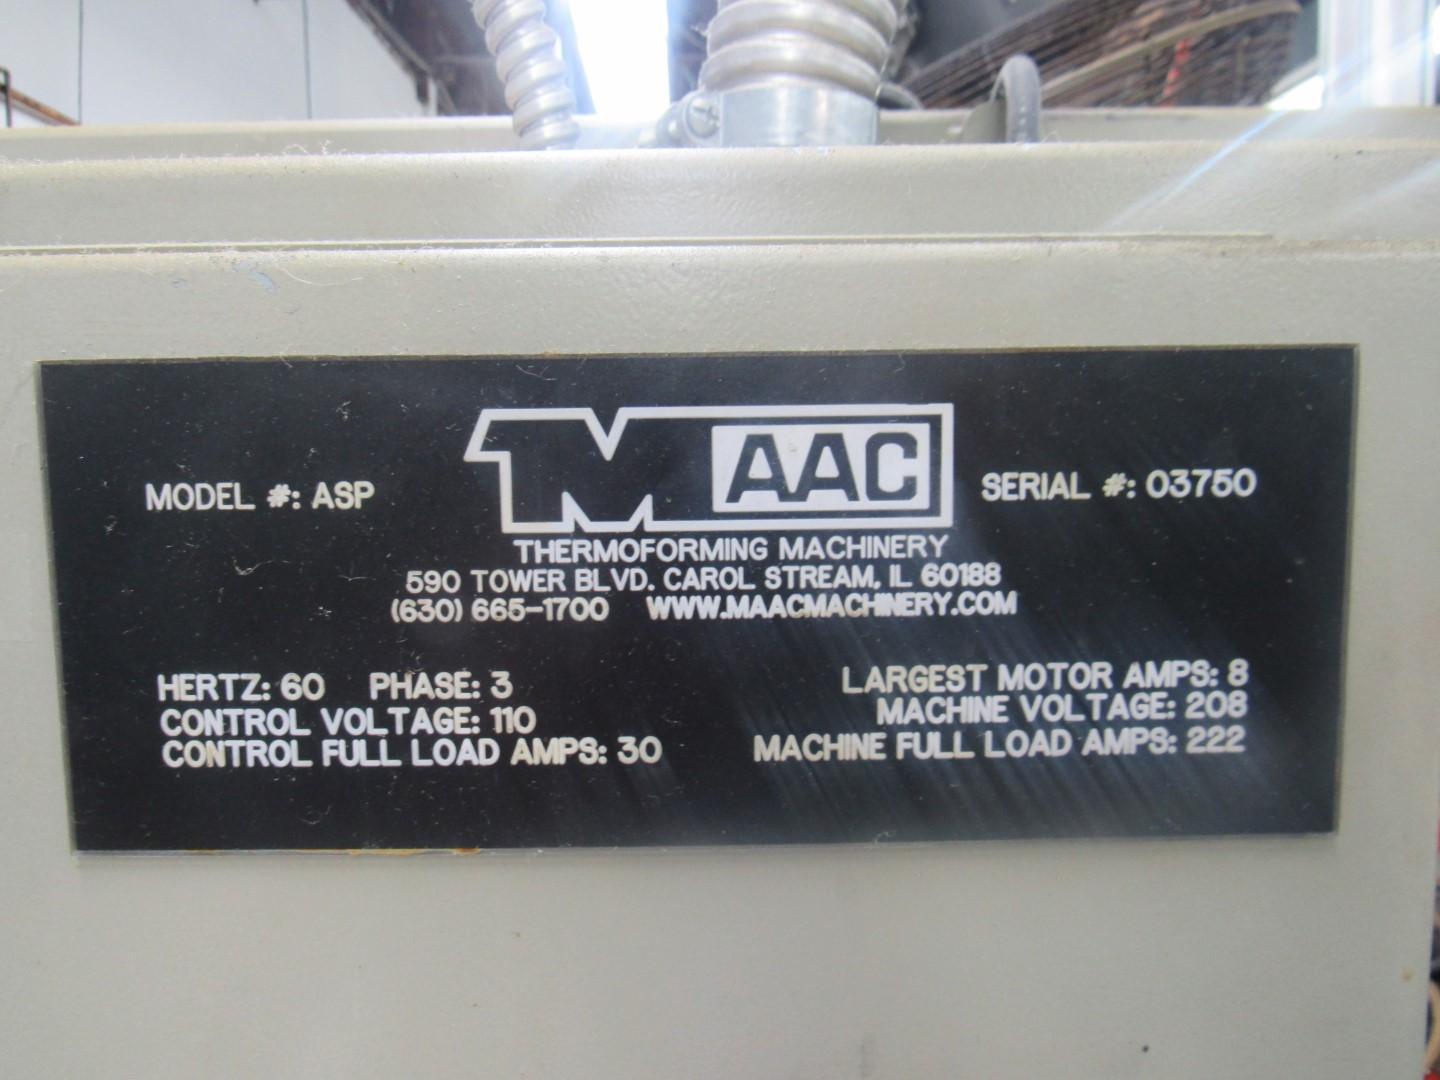 MAAC
MODEL #: ASP
SERIAL #: 03750
THERMOFORMING MACHINERY
590 TOWER BLVD. CAROL STREAM, IL 60188
(630) 665-1700 WWW.MAACMACHINERY.COM
HERTZ: 60 PHASE: 3
CONTROL VOLTAGE: 110
CONTROL FULL LOAD AMPS: 30
LARGEST MOTOR AMPS: 8
MACHINE VOLTAGE: 208
MACHINE FULL LOAD AMPS: 222